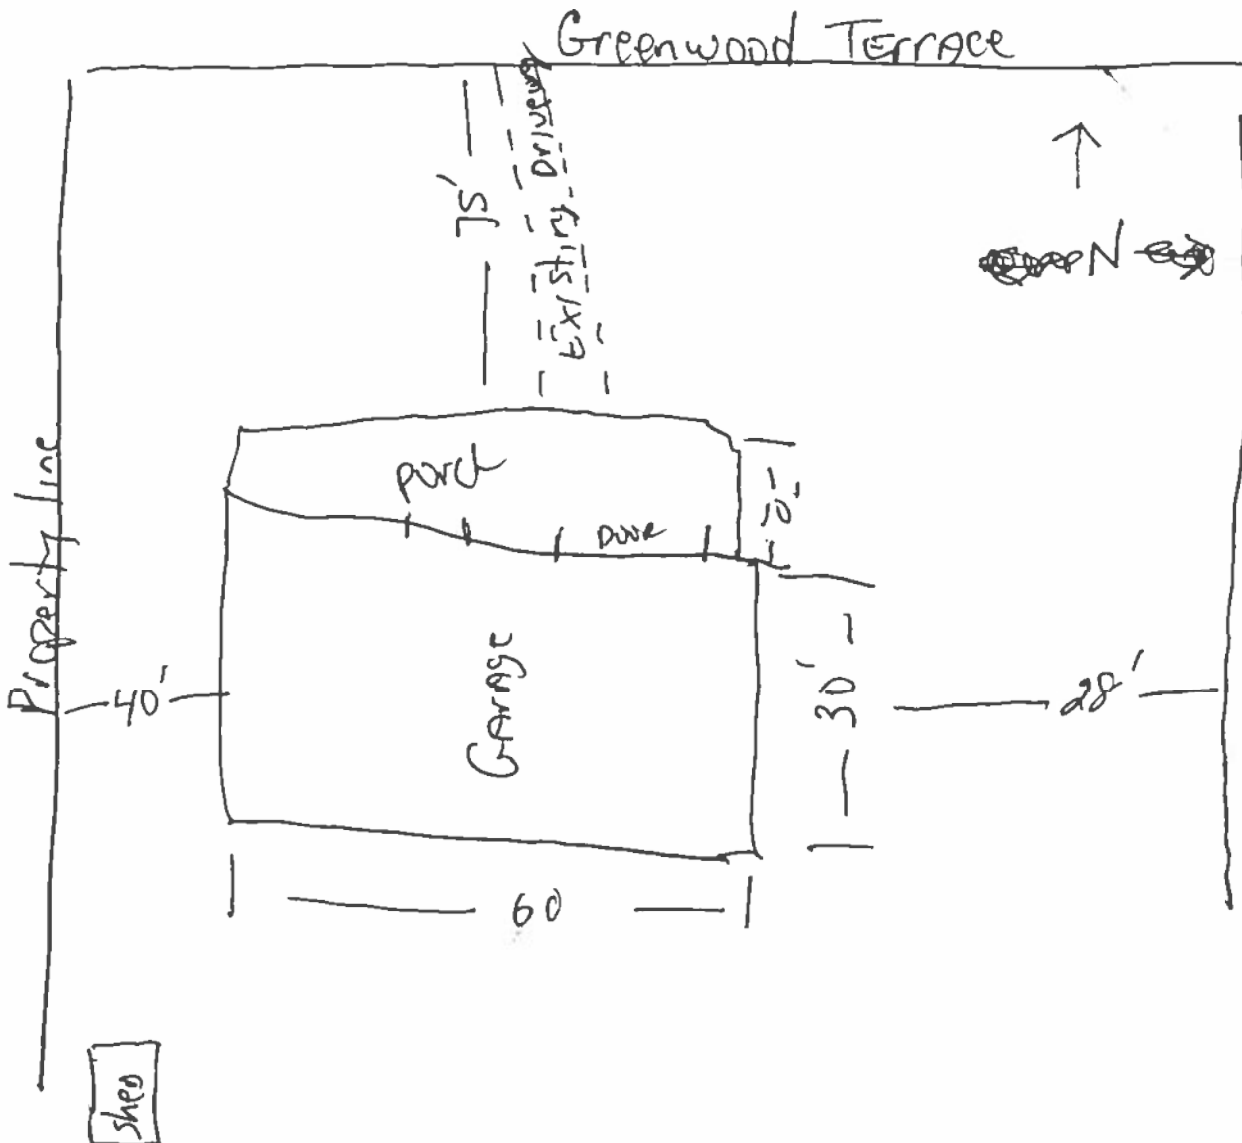 Greenwood Terrace
Existing Driveway
75'
N
Property line
Porch
Door
10'
Garage
40'
30'
28'
60
Shed